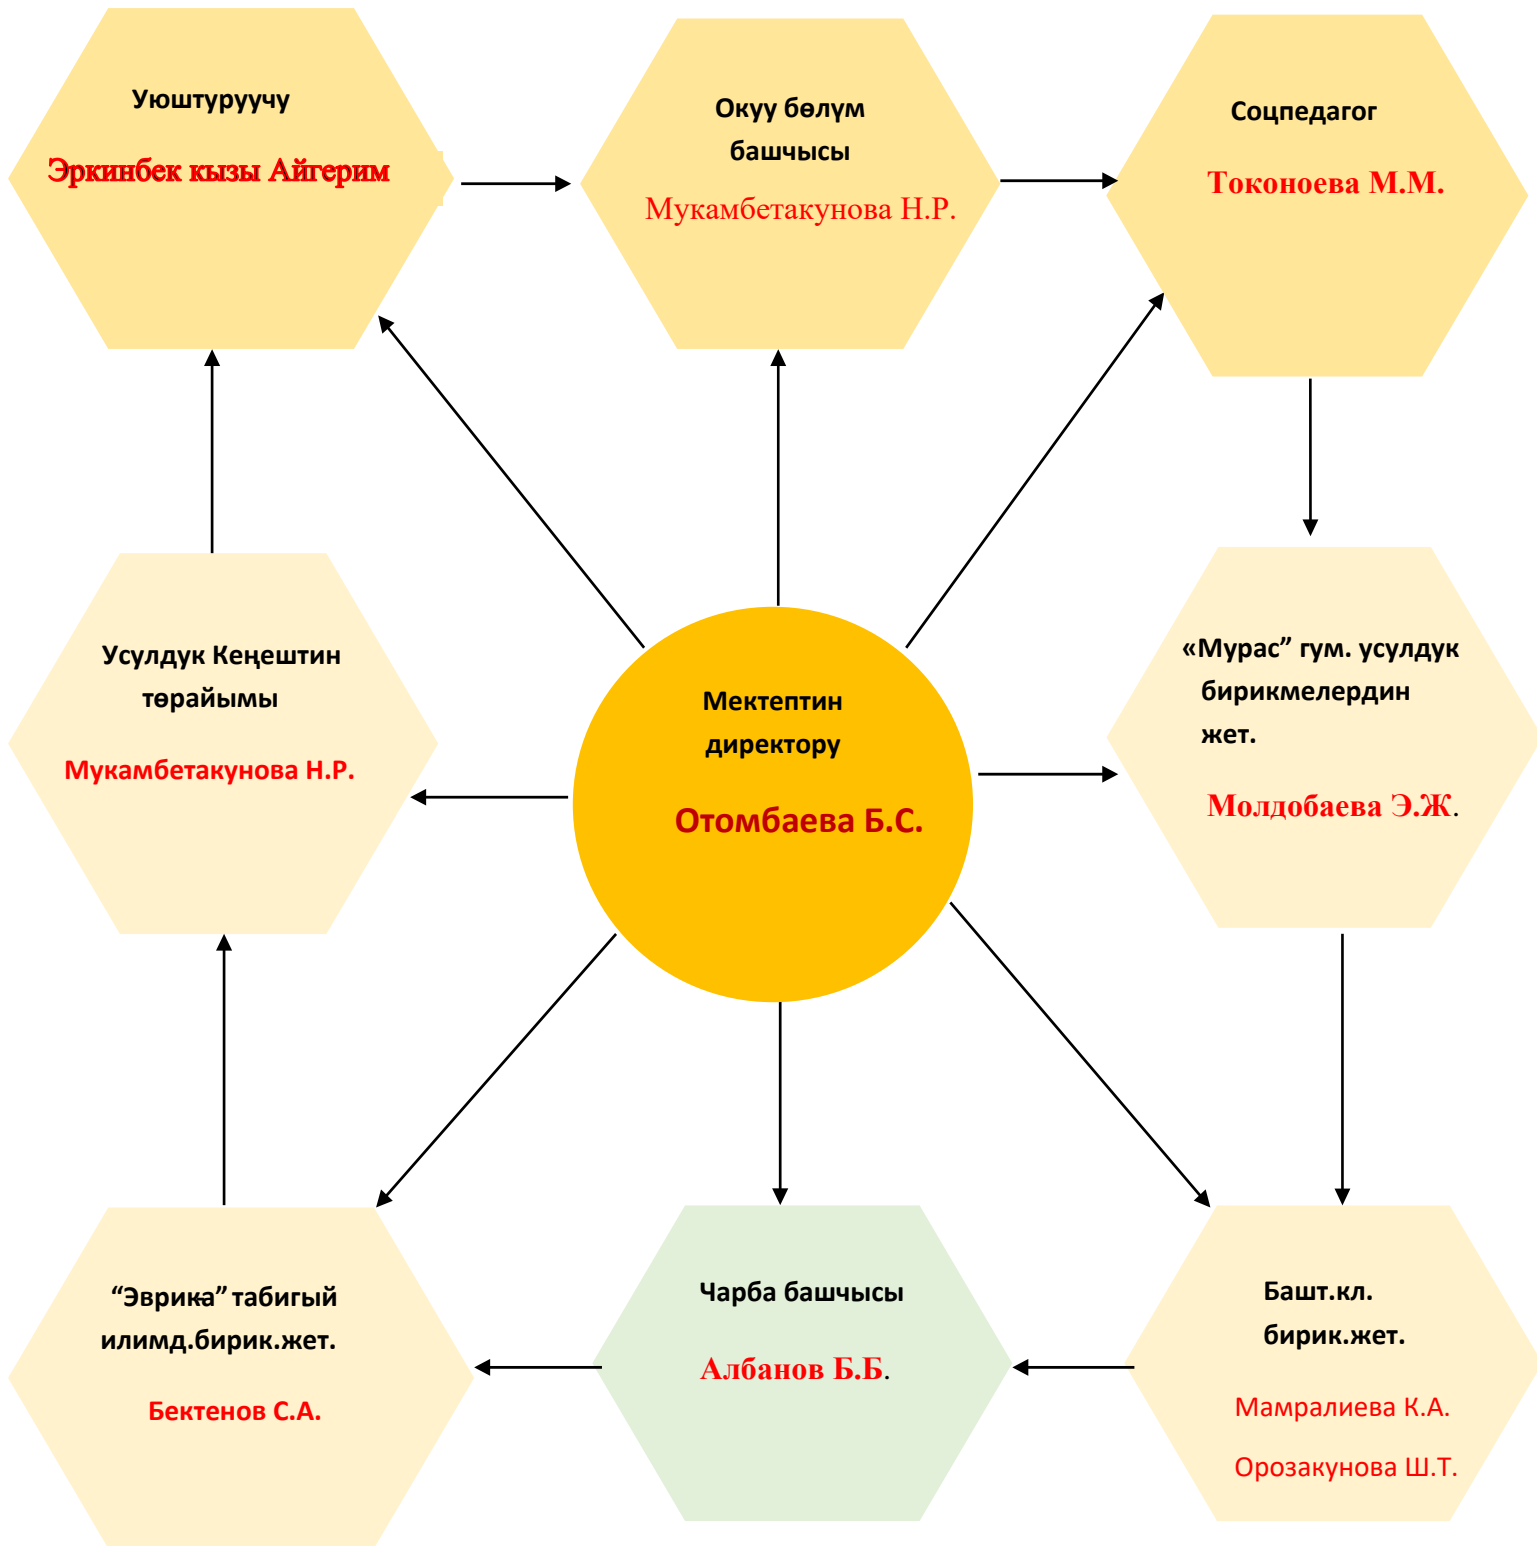 Уюштуруучу
Эркинбек кызы Айгерим
Окуу бөлүм
башчысы
Мукамбетакунова Н.Р.
Соцпедагог
Токоноева М.М.
Усулдук Кеңештин
төрайымы
Мукамбетакунова Н.Р.
Мектептин
директору
Отомбаева Б.С.
«Мурас” гум. усулдук
бирикмелердин
жет.
Молдобаева Э.Ж.
“Эврика” табигый
илимд.бирик.жет.
Бектенов С.А.
Чарба башчысы
Албанов Б.Б.
Башт.кл.
бирик.жет.
Мамралиева К.А.
Орозакунова Ш.Т.